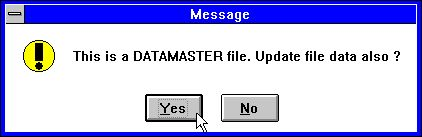 Message
This is a DATAMASTER file. Update file data also ?
Yes No